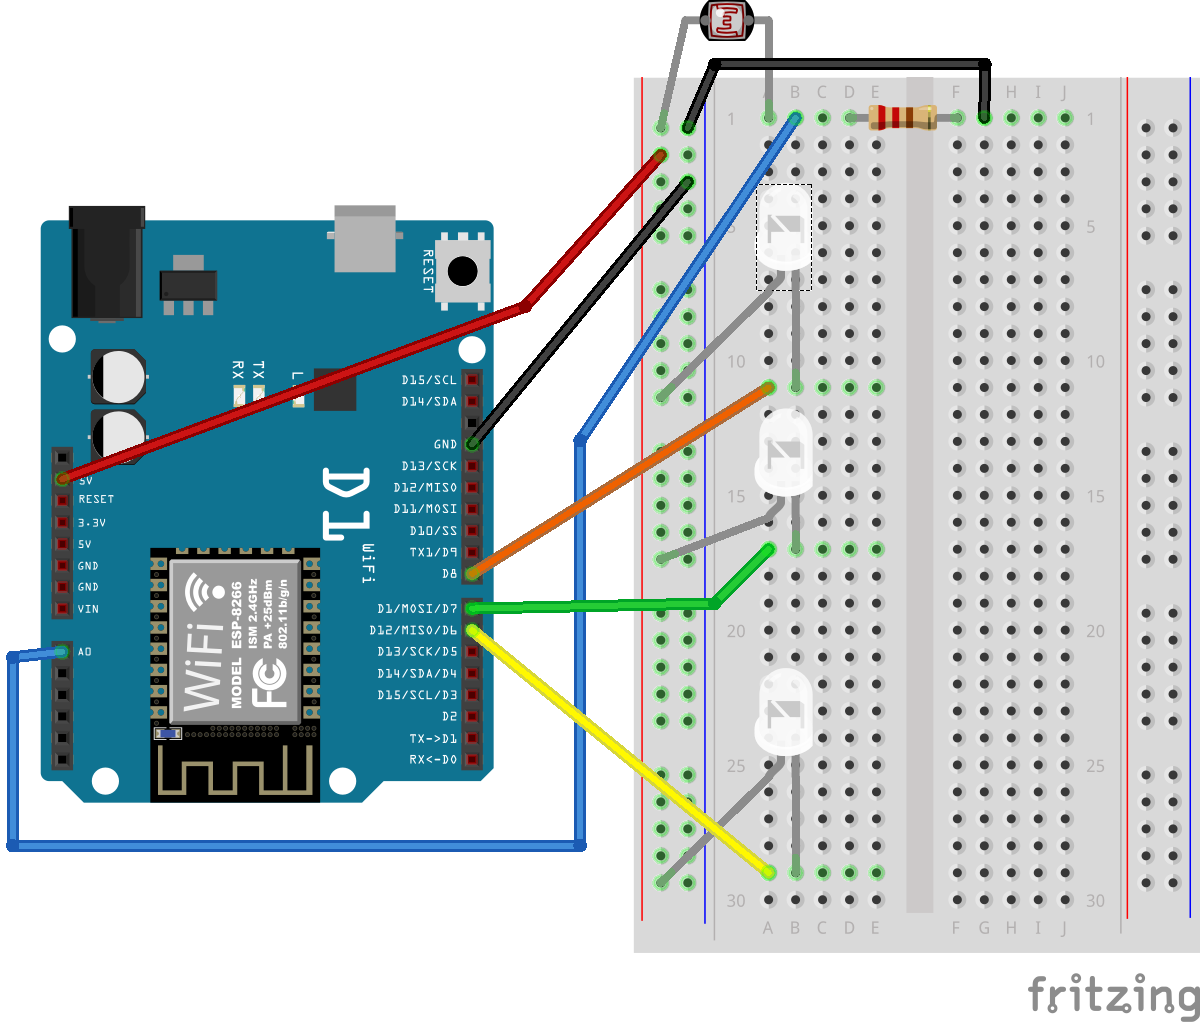 A B C D E F G H I J
1 1
5 5
10 10
15 15
20 20
25 25
30 30
A B C D E F G H I J
RESET
RX
TX
L
D1
WiFi
D15/SCL
D14/SDA
GND
D13/SCK
D12/MISO
D11/MOSI
D10/SS
TX1/D9
D8
D1/MOSI/D7
D12/MISO/D6
D13/SCK/D5
D14/SDA/D4
D15/SCL/D3
D2
TX->D1
RX<-D0
5V
RESET
3.3V
5V
GND
GND
VIN
A0
WiFi
MODEL ESP-8266
ISM 2.4GHz
PA +25dBm
802.11b/g/n
FC
fritzing